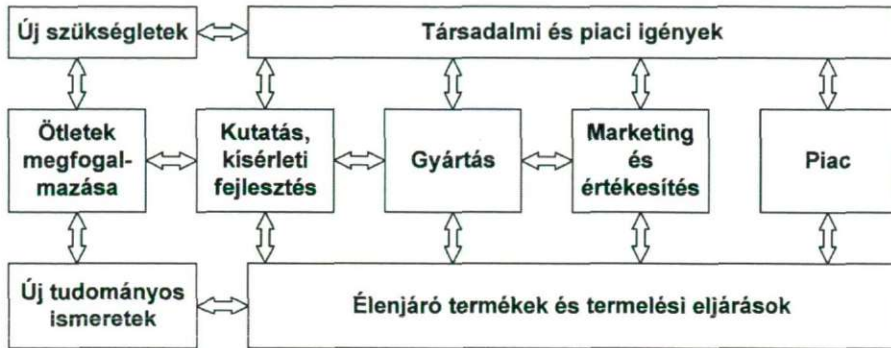 Új szükségletek
Társadalmi és piaci igények
Ötletek
megfogal-
mazása
Kutatás,
kísérleti
fejlesztés
Gyártás
Marketing
és
értékesítés
Piac
Új tudományos
ismeretek
Élenjáró termékek és termelési eljárások